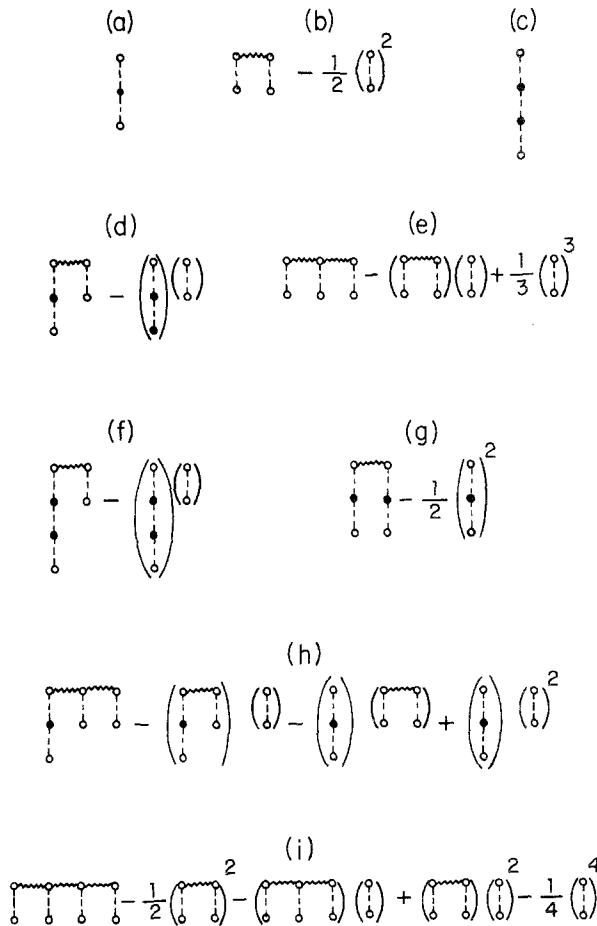 (a) (b) (c)
− 1/2 ( )²
(d) (e)
− ( ) ( ) − ( ) ( ) + 1/3 ( )³
(f) (g)
− ( ) ( ) − 1/2 ( )²
(h)
− ( ) ( ) − ( ) ( ) + ( ) ( )²
(i)
− 1/2 ( )² − ( ) ( ) + ( ) ( )² − 1/4 ( )⁴